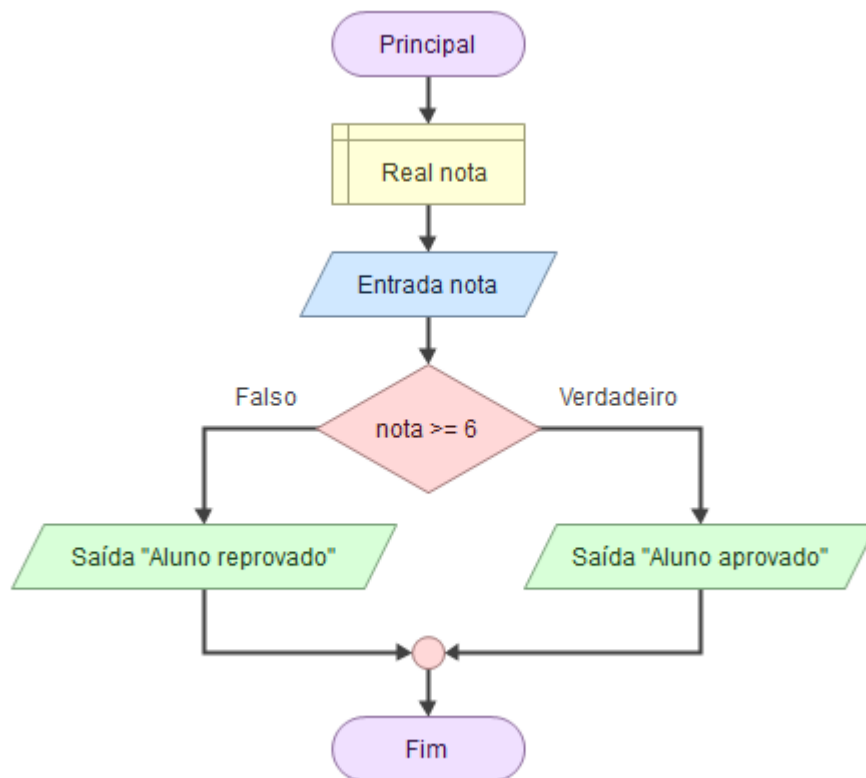 Principal
Real nota
Entrada nota
Falso
Verdadeiro
nota >= 6
Saída "Aluno reprovado"
Saída "Aluno aprovado"
Fim